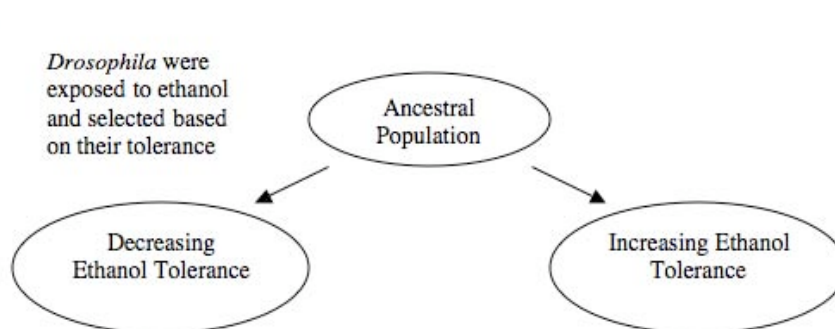 Drosophila were
exposed to ethanol
and selected based
on their tolerance
Ancestral
Population
Decreasing
Ethanol Tolerance
Increasing Ethanol
Tolerance